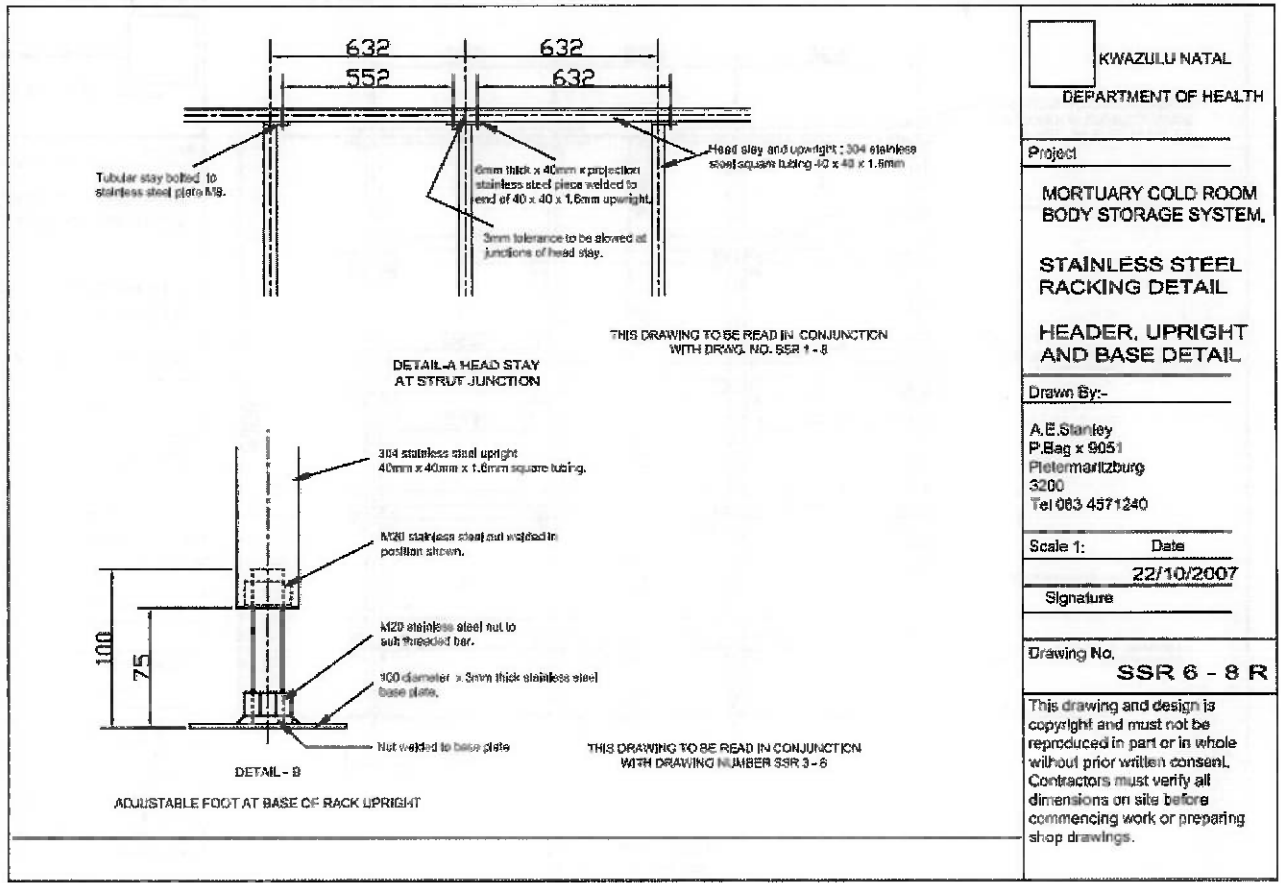 632
632
552
632
Tubular stay bolted to
stainless steel plate M8.
6mm thick x 40mm x projection
stainless steel piece welded to
end of 40 x 40 x 1.6mm upright.
3mm tolerance to be alowed at
junctions of head stay.
Head stay and upright : 304 stainless
steel square tubing 40 x 40 x 1.6mm
THIS DRAWING TO BE READ IN CONJUNCTION
WITH DRWG. NO. SSR 1 - 8
DETAIL-A HEAD STAY
AT STRUT JUNCTION
304 stainless steel upright
40mm x 40mm x 1.6mm square tubing.
M20 stainless steel nut welded in
position shown.
100
75
M20 stainless steel nut to
suit threaded bar.
100 diameter x 3mm thick stainless steel
base plate.
Nut welded to base plate
DETAIL - B
ADJUSTABLE FOOT AT BASE OF RACK UPRIGHT
THIS DRAWING TO BE READ IN CONJUNCTION
WITH DRAWING NUMBER SSR 3 - 8
KWAZULU NATAL
DEPARTMENT OF HEALTH
Project
MORTUARY COLD ROOM
BODY STORAGE SYSTEM.
STAINLESS STEEL
RACKING DETAIL
HEADER, UPRIGHT
AND BASE DETAIL
Drawn By:-
A.E.Stanley
P.Bag x 9051
Pietermaritzburg
3200
Tel 083 4571240
Scale 1: Date
22/10/2007
Signature
Drawing No.
SSR 6 - 8 R
This drawing and design is
copyright and must not be
reproduced in part or in whole
without prior written consent.
Contractors must verify all
dimensions on site before
commencing work or preparing
shop drawings.